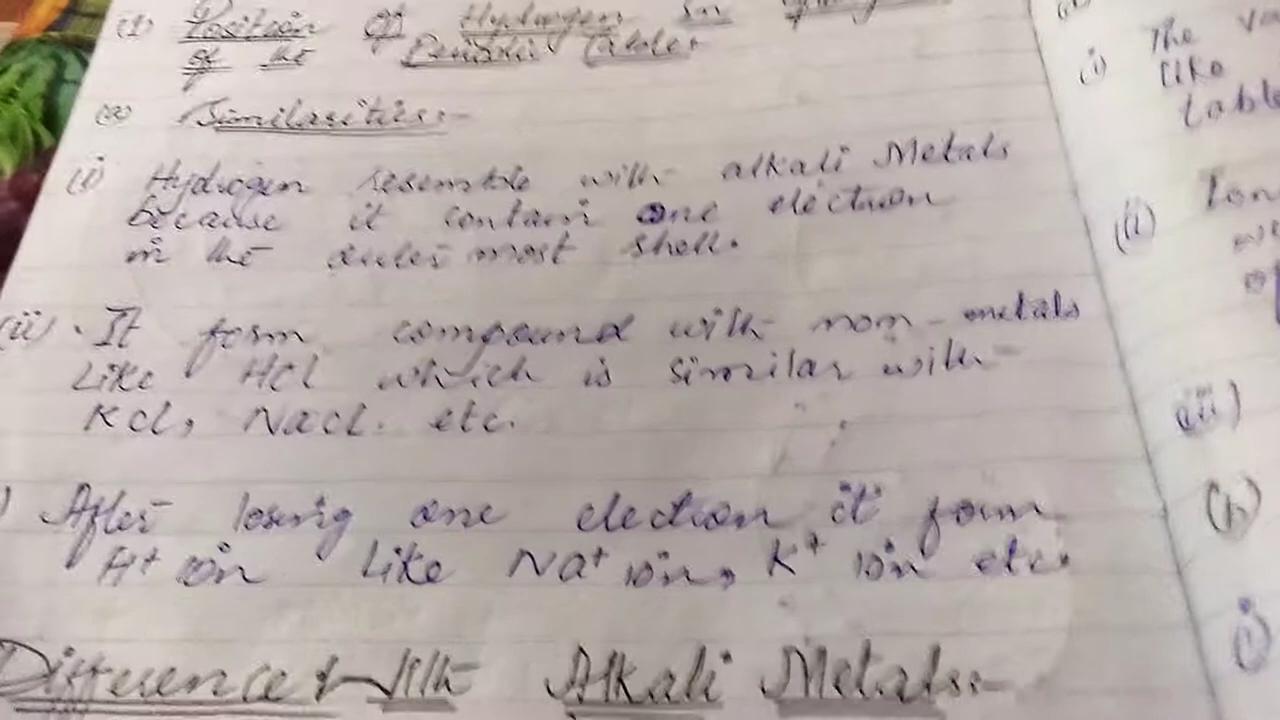 (1) Position Of Hydrogen In
of the Periodic Table
(a) Similarities:-
(i) Hydrogen resemble with alkali Metals
because it contain One electron
in the outer most shell.
(ii) . It form compound with non-metals
Like HCl which is similar with
KCl, NaCl. etc.
) After losing one electron it form
H+ ion Like Na+ ion, K+ ion etc.
Difference With Alkali Metals:-
(i) The
Like
table
(ii)
(iii)
(b)
(i)